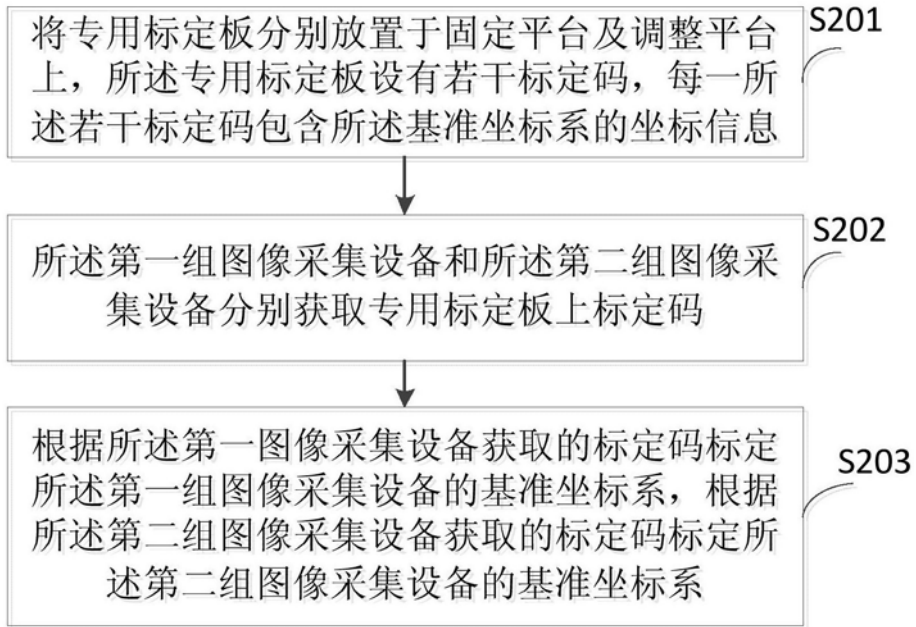 将专用标定板分别放置于固定平台及调整平台
上，所述专用标定板设有若干标定码，每一所
述若干标定码包含所述基准坐标系的坐标信息
S201
所述第一组图像采集设备和所述第二组图像采
集设备分别获取专用标定板上标定码
S202
根据所述第一图像采集设备获取的标定码标定
所述第一组图像采集设备的基准坐标系，根据
所述第二组图像采集设备获取的标定码标定所
述第二组图像采集设备的基准坐标系
S203